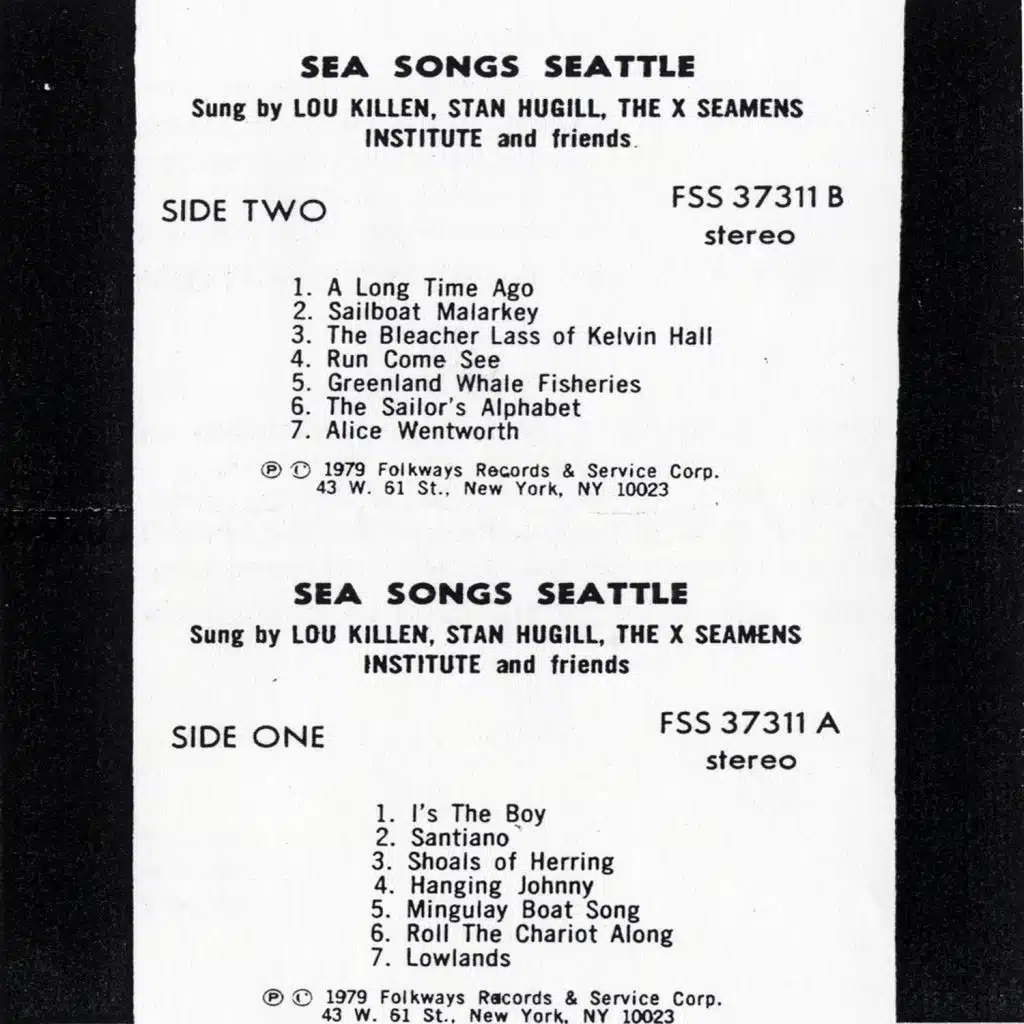 SEA SONGS SEATTLE
Sung by LOU KILLEN, STAN HUGILL, THE X SEAMENS
INSTITUTE and friends.
SIDE TWO
FSS 37311 B
stereo
1. A Long Time Ago
2. Sailboat Malarkey
3. The Bleacher Lass of Kelvin Hall
4. Run Come See
5. Greenland Whale Fisheries
6. The Sailor's Alphabet
7. Alice Wentworth
℗ © 1979 Folkways Records & Service Corp.
43 W. 61 St., New York, NY 10023
SEA SONGS SEATTLE
Sung by LOU KILLEN, STAN HUGILL, THE X SEAMENS
INSTITUTE and friends
SIDE ONE
FSS 37311 A
stereo
1. I's The Boy
2. Santiano
3. Shoals of Herring
4. Hanging Johnny
5. Mingulay Boat Song
6. Roll The Chariot Along
7. Lowlands
℗ © 1979 Folkways Records & Service Corp.
43 W. 61 St., New York, NY 10023